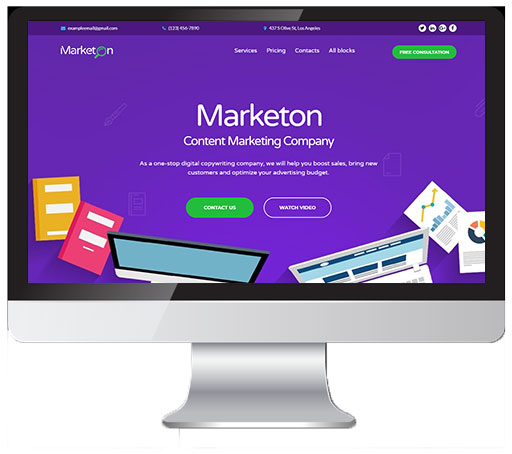 examplemail@gmail.com
(123) 456-7890
437 S Olive St, Los Angeles
Marketon
Services
Pricing
Contacts
All blocks
FREE CONSULTATION
Marketon
Content Marketing Company
As a one-stop digital copywriting company, we will help you boost sales, bring new
customers and optimize your advertising budget.
CONTACT US
WATCH VIDEO